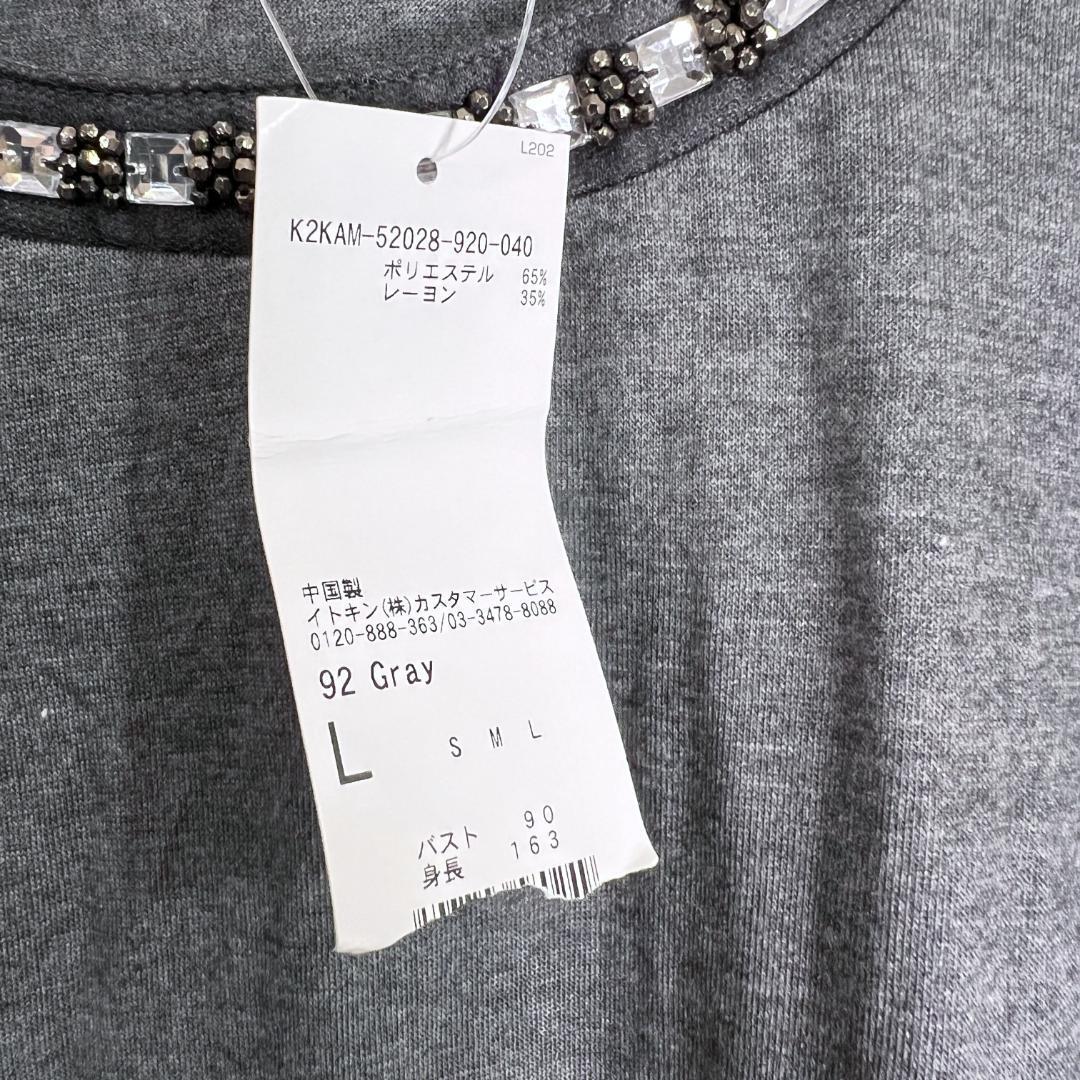 L202
K2KAM-52028-920-040
ポリエステル 65%
レーヨン 35%
中国製
イトキン(株)カスタマーサービス
0120-888-363/03-3478-8088
92 Gray
L S M L
バスト 90
身長 163